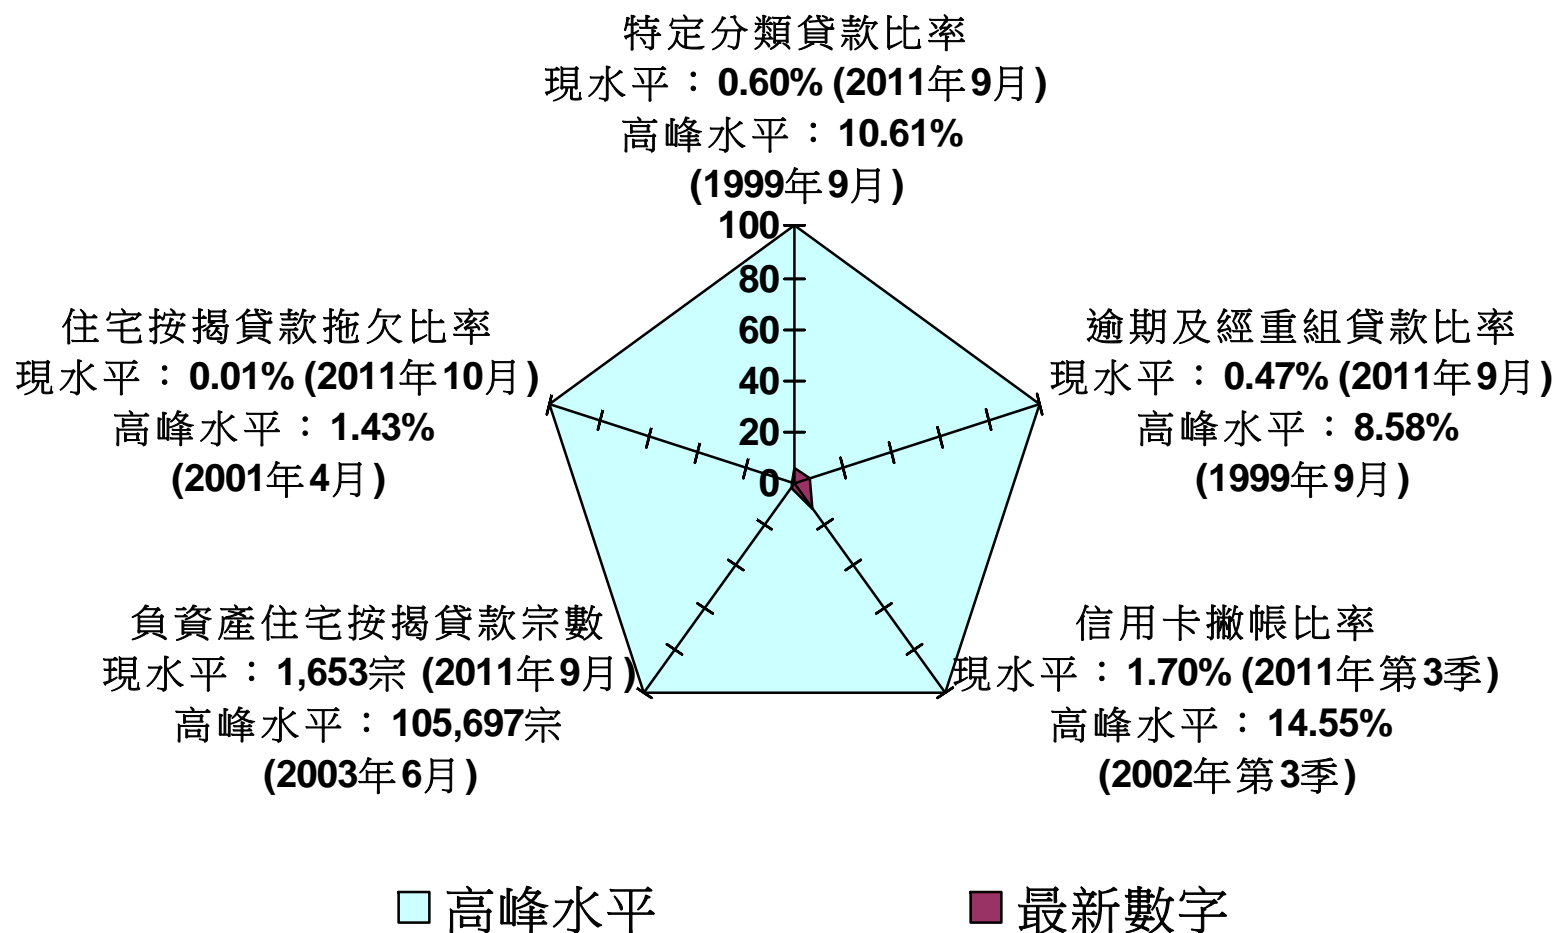 特定分類貸款比率
現水平：0.60% (2011年9月)
高峰水平：10.61%
(1999年9月)
100
80
60
40
20
0
住宅按揭貸款拖欠比率
現水平：0.01% (2011年10月)
高峰水平：1.43%
(2001年4月)
逾期及經重組貸款比率
現水平：0.47% (2011年9月)
高峰水平：8.58%
(1999年9月)
負資產住宅按揭貸款宗數
現水平：1,653宗 (2011年9月)
高峰水平：105,697宗
(2003年6月)
信用卡撇帳比率
現水平：1.70% (2011年第3季)
高峰水平：14.55%
(2002年第3季)
高峰水平
最新數字